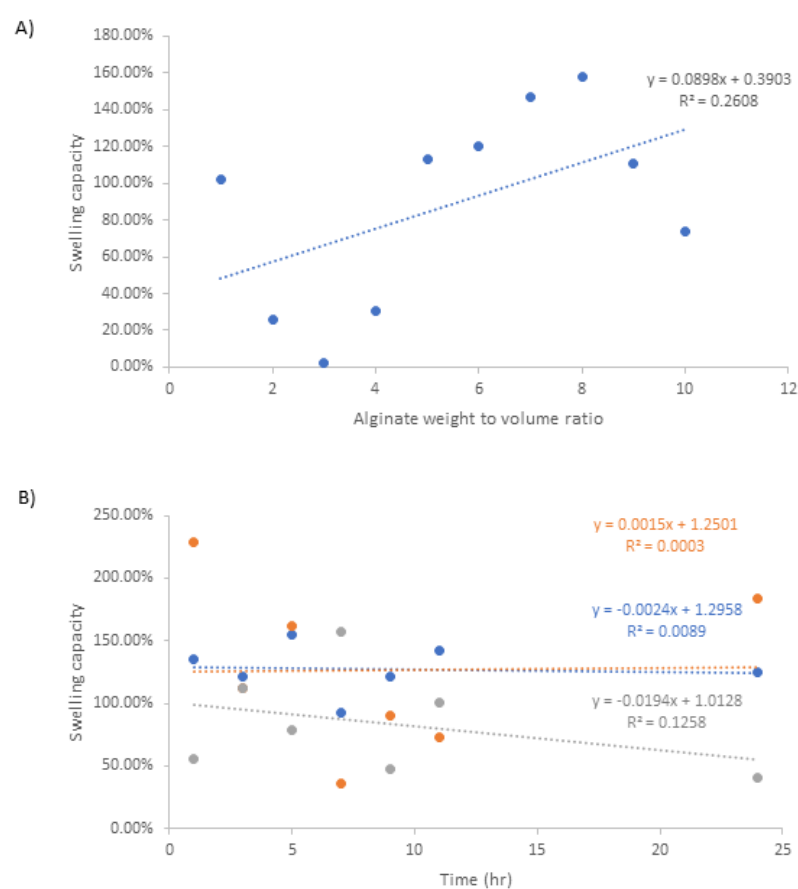 A)
180.00%
160.00%
140.00%
120.00%
100.00%
80.00%
60.00%
40.00%
20.00%
0.00%
Swelling capacity
y = 0.0898x + 0.3903
R² = 0.2608
0 2 4 6 8 10 12
Alginate weight to volume ratio
B)
250.00%
200.00%
150.00%
100.00%
50.00%
0.00%
Swelling capacity
y = 0.0015x + 1.2501
R² = 0.0003
y = -0.0024x + 1.2958
R² = 0.0089
y = -0.0194x + 1.0128
R² = 0.1258
0 5 10 15 20 25
Time (hr)